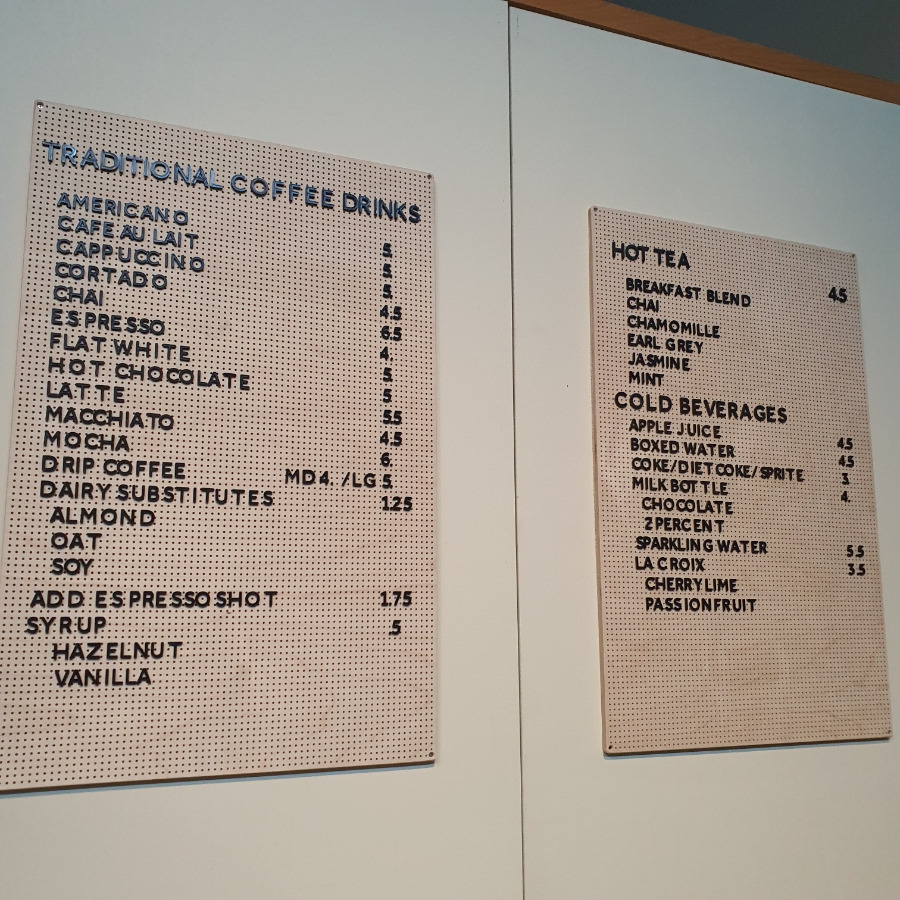 TRADITIONAL COFFEE DRINKS
AMERICANO 5.
CAFE AU LAIT 5.
CAPPUCCINO 5.
CORTADO 4.5
CHAI 6.5
ESPRESSO 4.
FLAT WHITE 5.
HOT CHOCOLATE 5.
LATTE 5.5
MACCHIATO 4.5
MOCHA 6.
DRIP COFFEE MD 4. /LG 5.
DAIRY SUBSTITUTES 1.25
ALMOND
OAT
SOY
ADD ESPRESSO SHOT 1.75
SYRUP .5
HAZELNUT
VANILLA
HOT TEA
BREAKFAST BLEND 4.5
CHAI
CHAMOMILLE
EARL GREY
JASMINE
MINT
COLD BEVERAGES
APPLE JUICE 4.5
BOXED WATER 4.5
COKE/DIET COKE/SPRITE 3.
MILK BOTTLE 4.
CHOCOLATE
2 PERCENT
SPARKLING WATER 5.5
LA CROIX 3.5
CHERRY LIME
PASSIONFRUIT